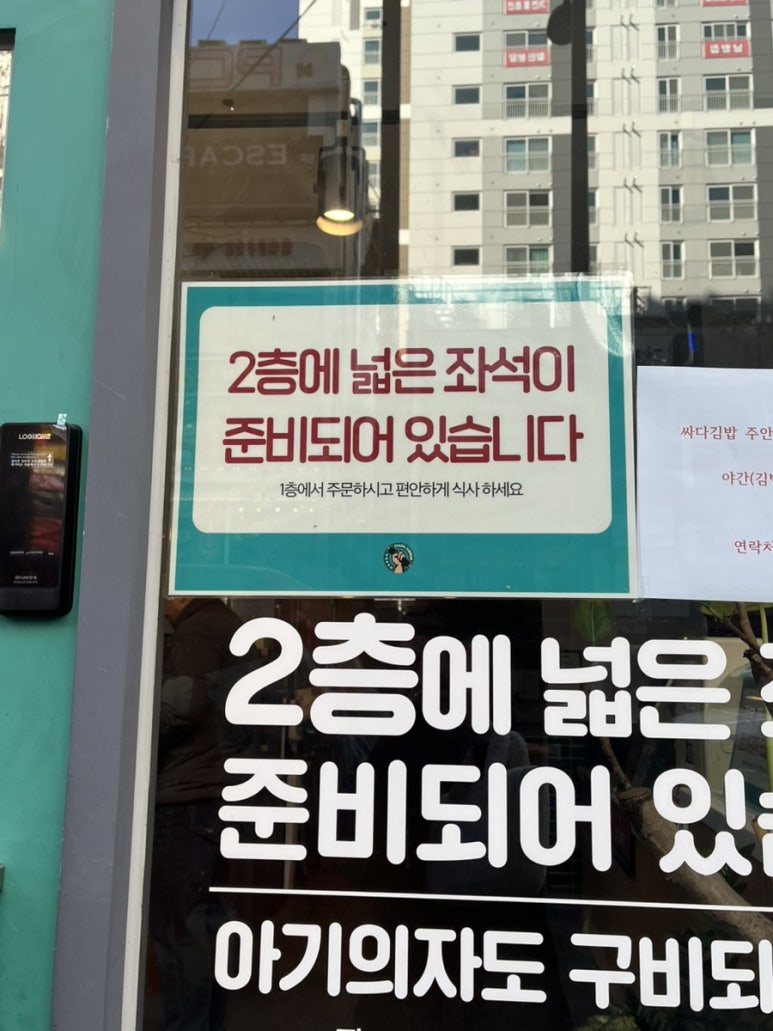 2층에 넓은 좌석이
준비되어 있습니다
1층에서 주문하시고 편안하게 식사 하세요
싸다김밥 주안
야간(김
연락처
2층에 넓은
준비되어 있습
아기의자도 구비되
ESCAP
PC